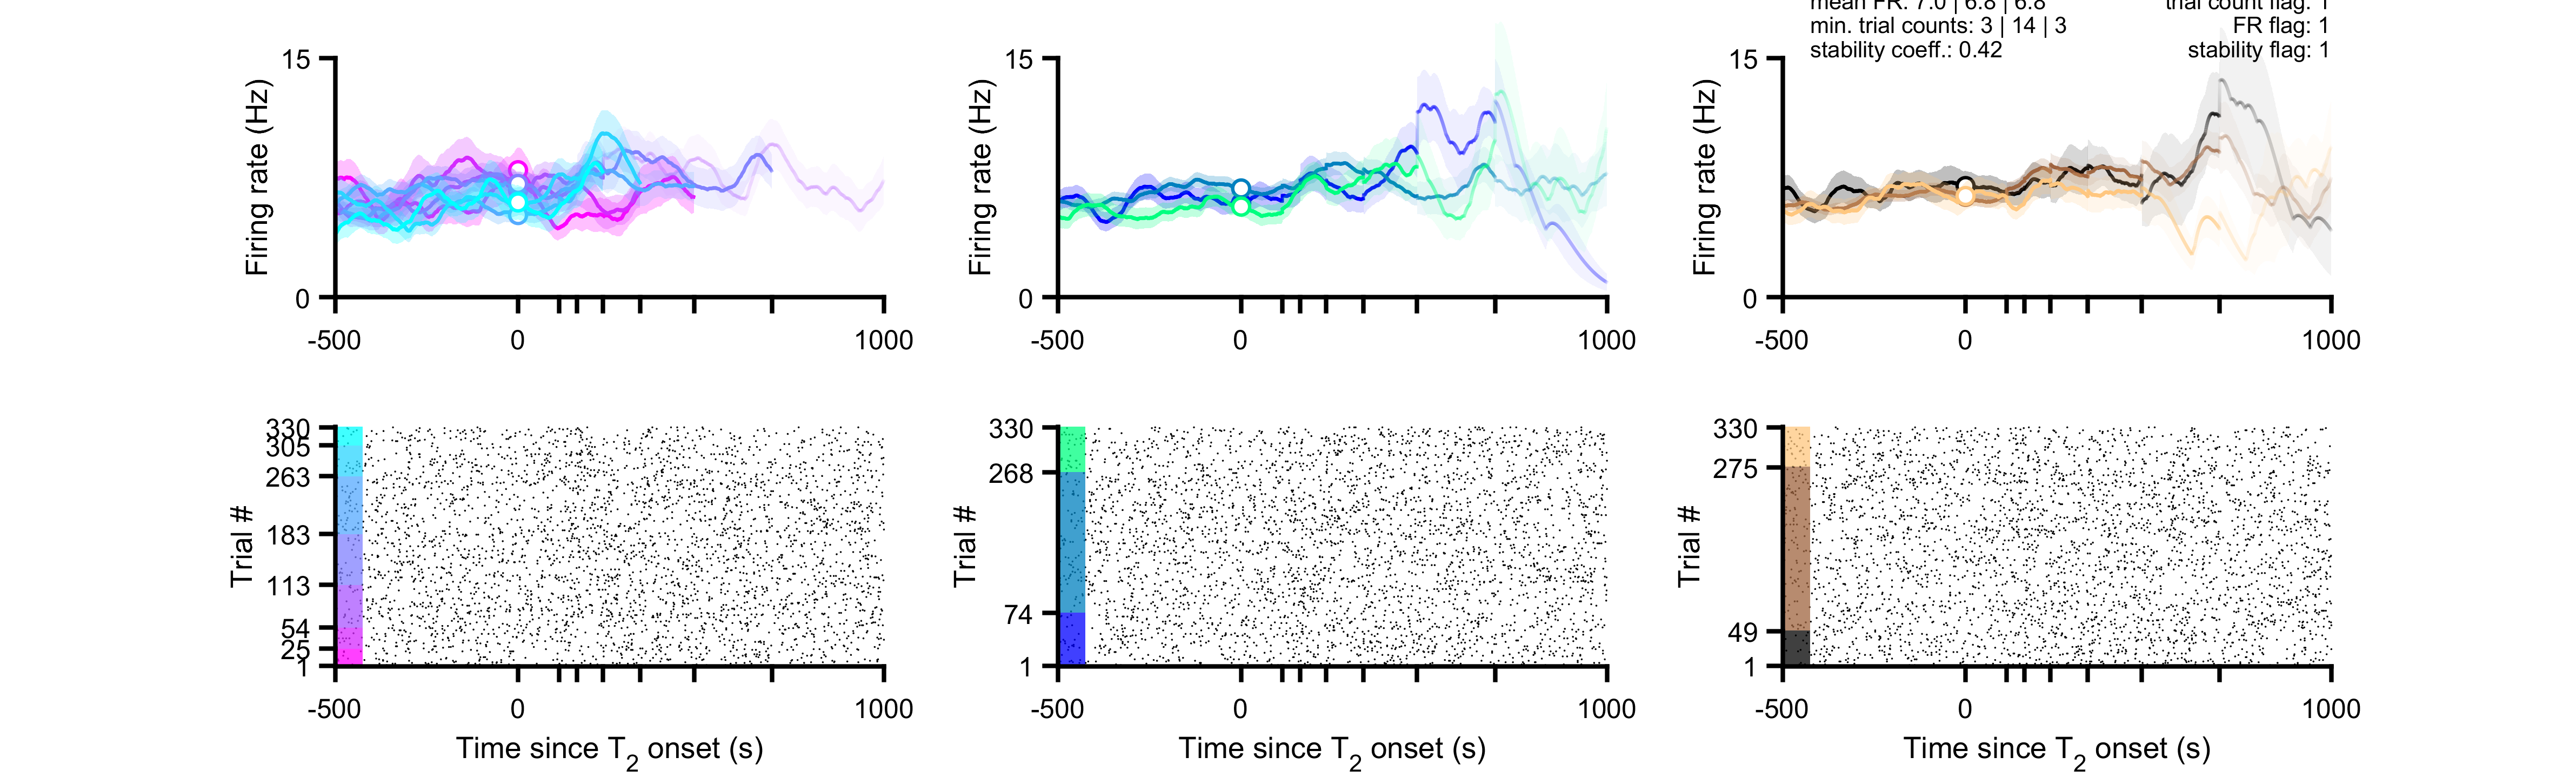 mean FR: 7.0 | 6.8 | 6.8 trial count flag: 1
min. trial counts: 3 | 14 | 3 FR flag: 1
stability coeff.: 0.42 stability flag: 1
15 15 15
Firing rate (Hz) Firing rate (Hz) Firing rate (Hz)
0 0 0
-500 0 1000 -500 0 1000 -500 0 1000
330 330 330
305
263 268 275
Trial # Trial # Trial #
183
113
54 74 49
25
1 1 1
-500 0 1000 -500 0 1000 -500 0 1000
Time since T2 onset (s) Time since T2 onset (s) Time since T2 onset (s)